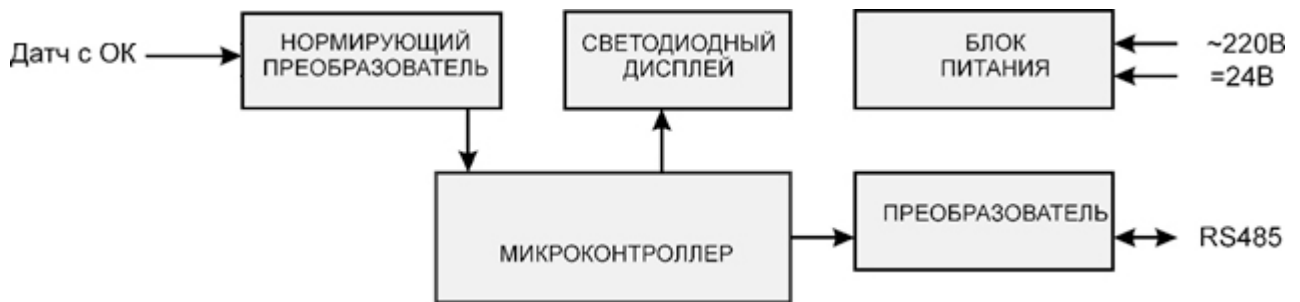 Датч с ОК
НОРМИРУЮЩИЙ
ПРЕОБРАЗОВАТЕЛЬ
СВЕТОДИОДНЫЙ
ДИСПЛЕЙ
БЛОК
ПИТАНИЯ
~220В
=24В
МИКРОКОНТРОЛЛЕР
ПРЕОБРАЗОВАТЕЛЬ
RS485